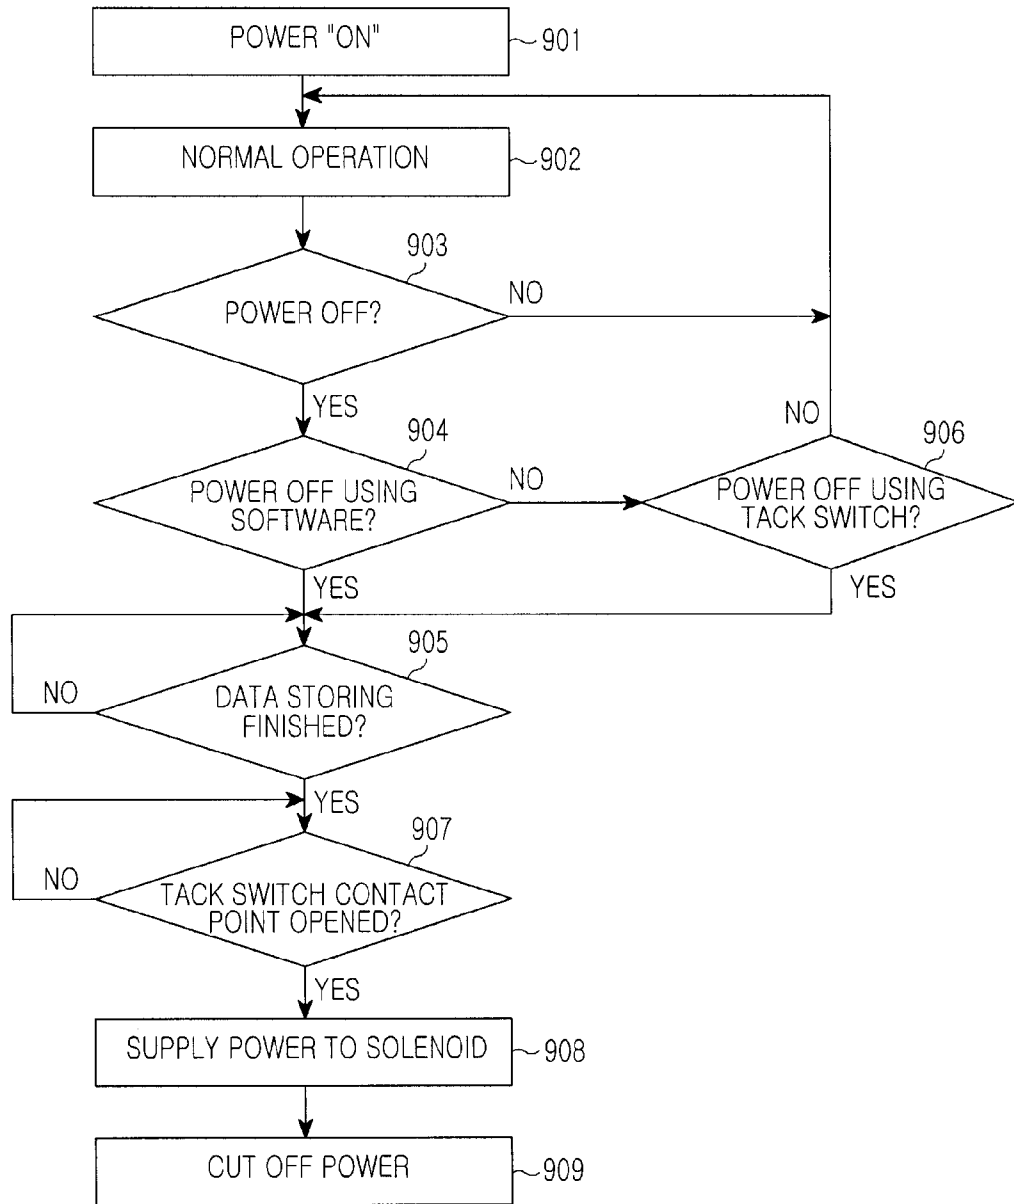 POWER "ON"
901
NORMAL OPERATION
902
903
POWER OFF?
NO
YES
904
POWER OFF USING
SOFTWARE?
NO
NO
906
POWER OFF USING
TACK SWITCH?
YES
YES
905
DATA STORING
FINISHED?
NO
YES
907
TACK SWITCH CONTACT
POINT OPENED?
NO
YES
SUPPLY POWER TO SOLENOID
908
CUT OFF POWER
909